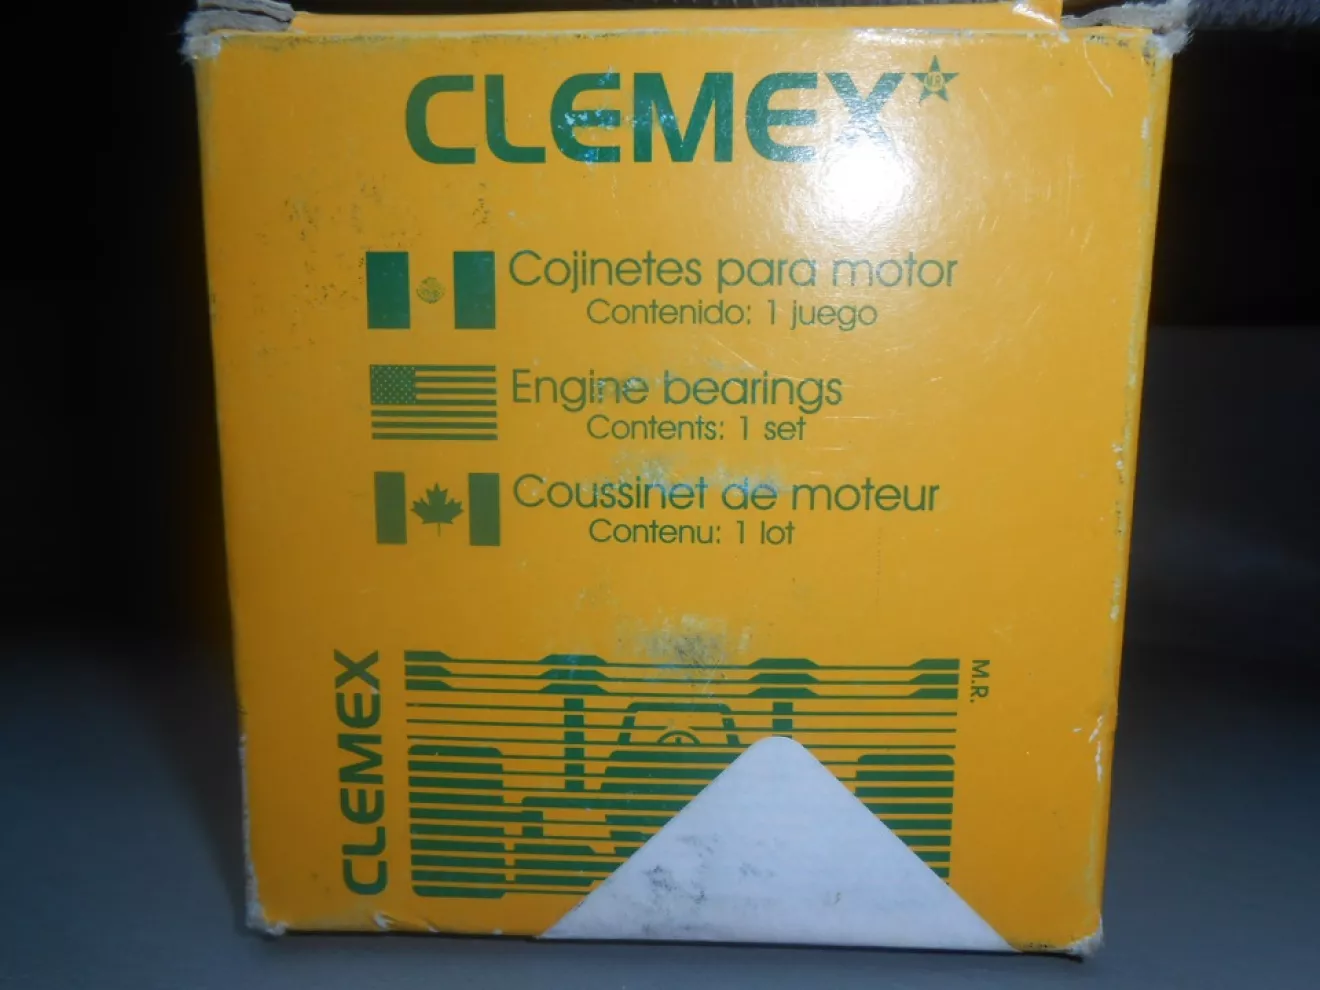 CLEMEX
Cojinetes para motor
Contenido: 1 juego
Engine bearings
Contents: 1 set
Coussinet de moteur
Contenu: 1 lot
CLEMEX
M.R.